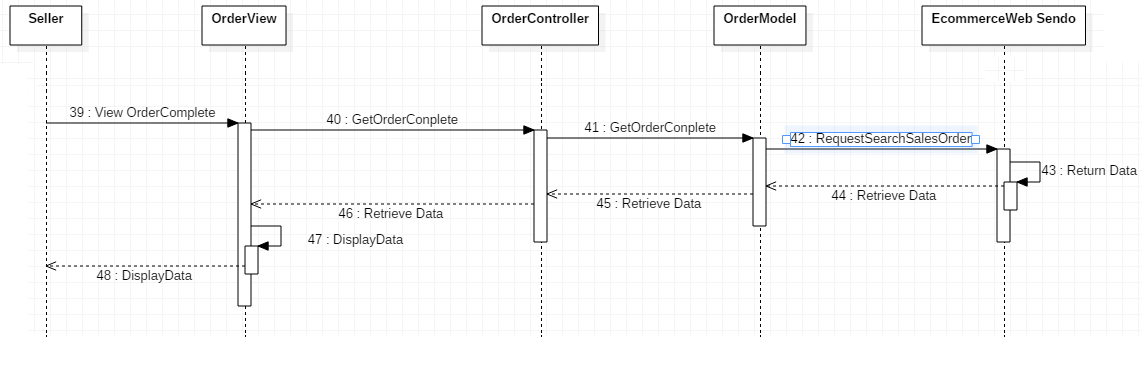 Seller
OrderView
OrderController
OrderModel
EcommerceWeb Sendo
39 : View OrderComplete
40 : GetOrderConplete
41 : GetOrderConplete
42 : RequestSearchSalesOrder
43 : Return Data
44 : Retrieve Data
45 : Retrieve Data
46 : Retrieve Data
47 : DisplayData
48 : DisplayData